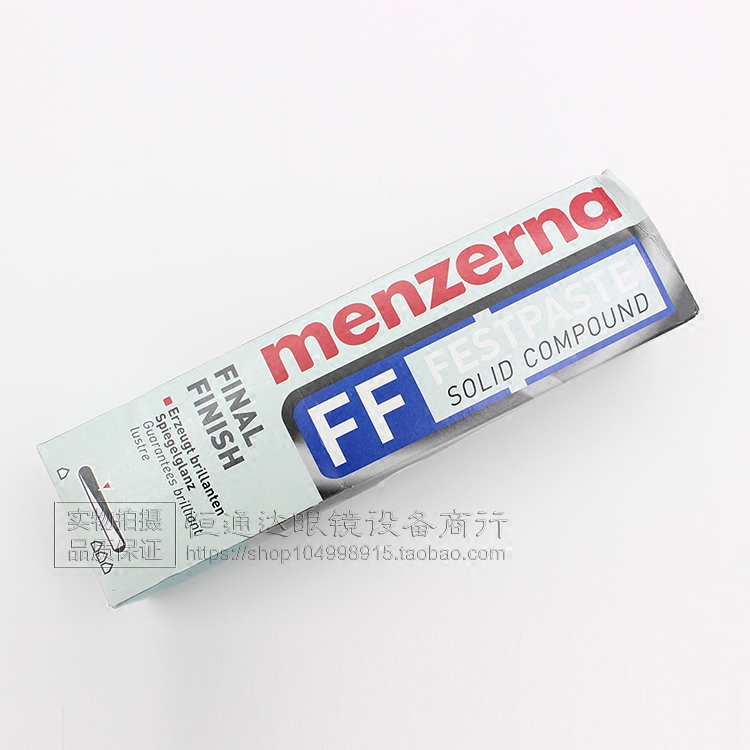 menzerna
FF
FESTPASTE
SOLID COMPOUND
FINAL
FINISH
Erzeugt brillanten
Spiegelglanz
Guarantees brilliant
lustre
实物拍摄
品质保证
恒通达眼镜设备商行
https://shop104998915.taobao.com